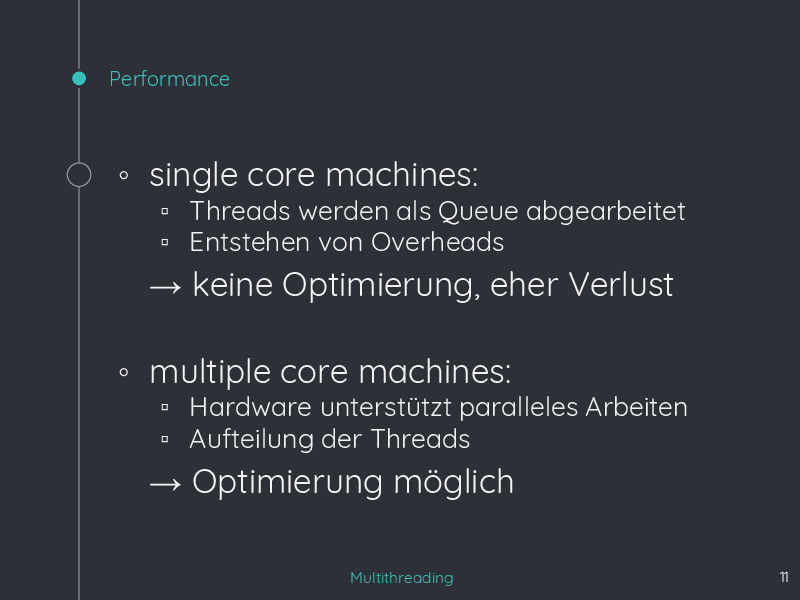 Performance
◦ single core machines:
▫ Threads werden als Queue abgearbeitet
▫ Entstehen von Overheads
→ keine Optimierung, eher Verlust
◦ multiple core machines:
▫ Hardware unterstützt paralleles Arbeiten
▫ Aufteilung der Threads
→ Optimierung möglich
Multithreading
11